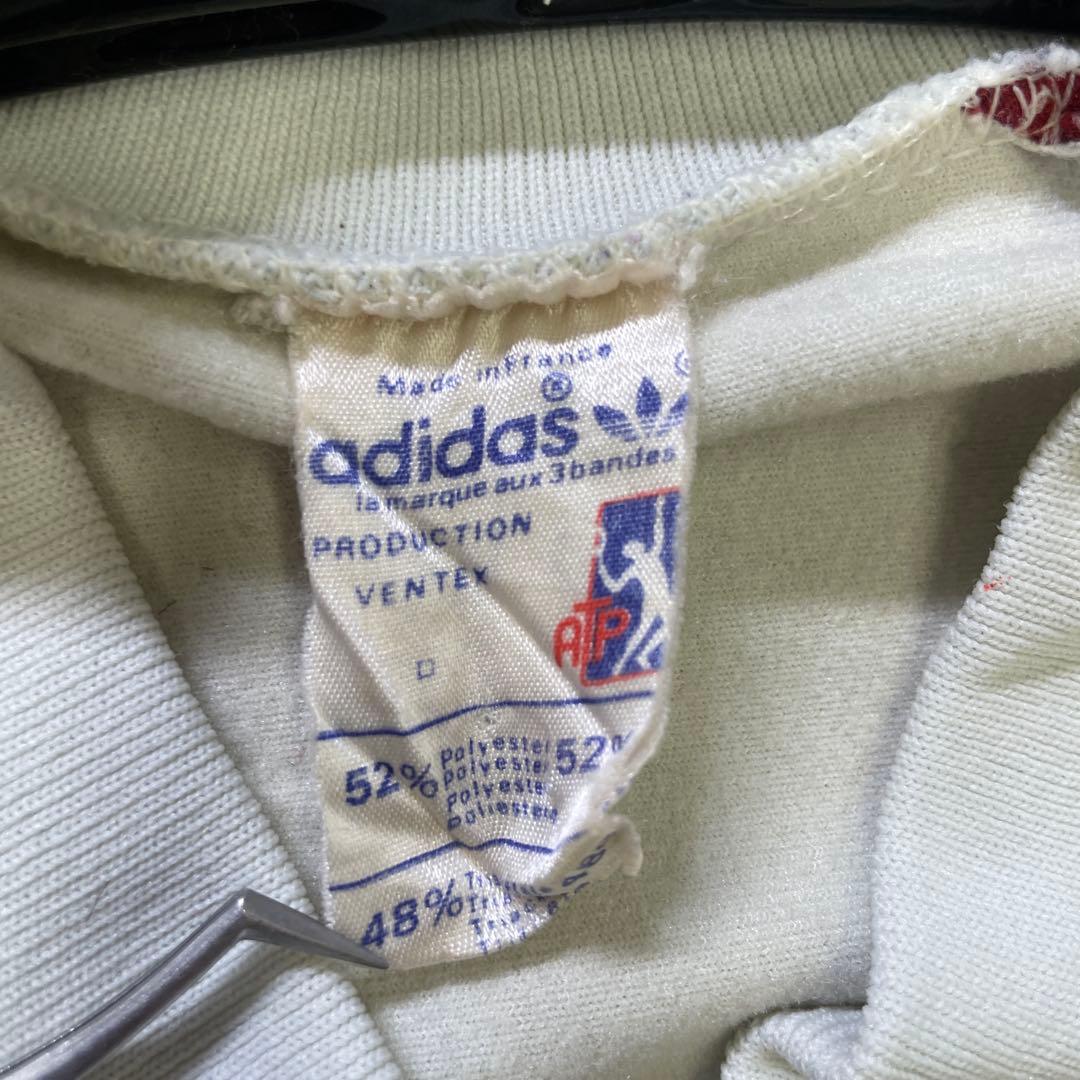 Made in France
adidas®
la marque aux 3 bandes
PRODUCTION
VENTEX
ATP
52% Polyester 52%
Polyester
Polyester
48%